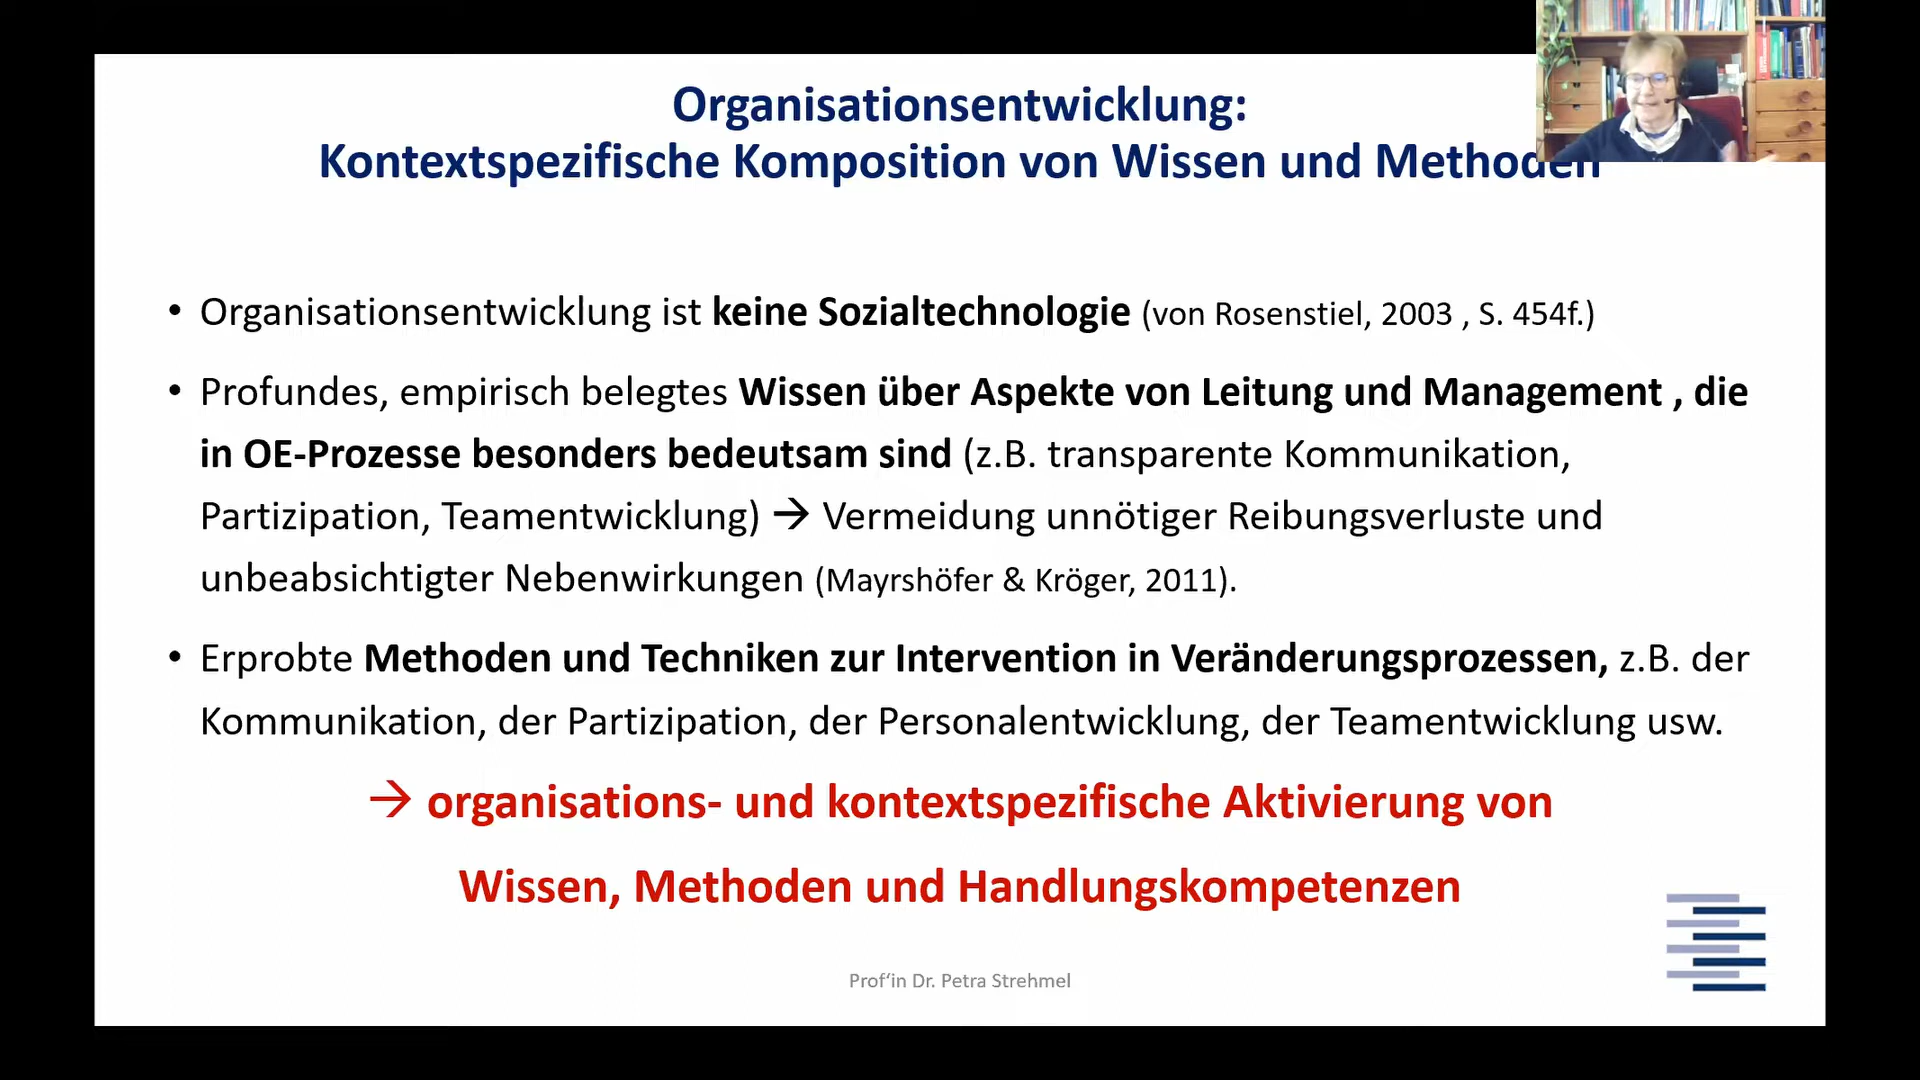 Organisationsentwicklung:
Kontextspezifische Komposition von Wissen und Methoden
• Organisationsentwicklung ist keine Sozialtechnologie (von Rosenstiel, 2003 , S. 454f.)
• Profundes, empirisch belegtes Wissen über Aspekte von Leitung und Management , die
in OE-Prozesse besonders bedeutsam sind (z.B. transparente Kommunikation,
Partizipation, Teamentwicklung) → Vermeidung unnötiger Reibungsverluste und
unbeabsichtigter Nebenwirkungen (Mayrshöfer & Kröger, 2011).
• Erprobte Methoden und Techniken zur Intervention in Veränderungsprozessen, z.B. der
Kommunikation, der Partizipation, der Personalentwicklung, der Teamentwicklung usw.
→ organisations- und kontextspezifische Aktivierung von
Wissen, Methoden und Handlungskompetenzen
Prof‘in Dr. Petra Strehmel